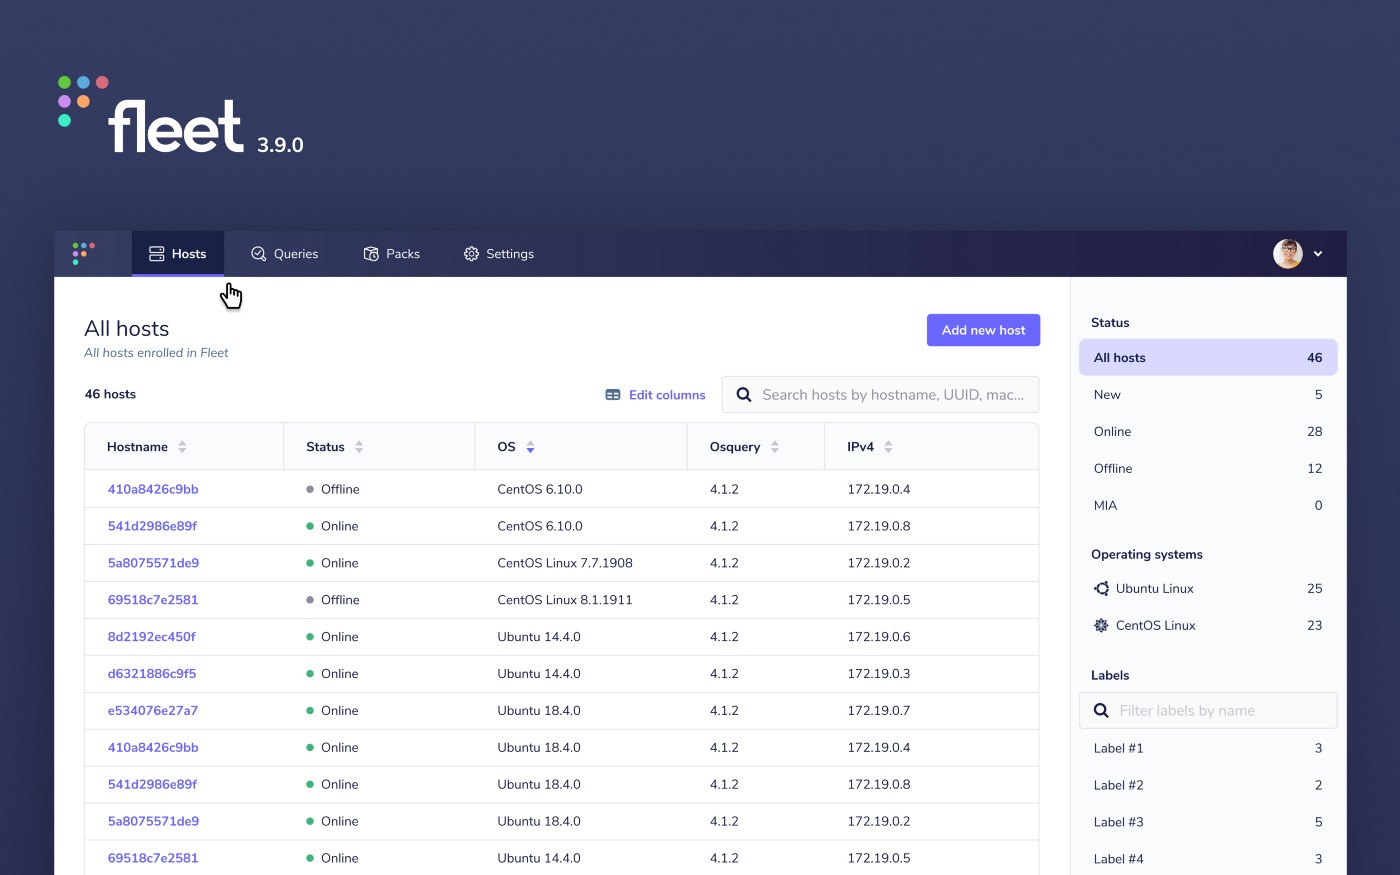 fleet 3.9.0
Hosts Queries Packs Settings
All hosts
Add new host
All hosts enrolled in Fleet
46 hosts
Edit columns
Search hosts by hostname, UUID, mac...
Hostname Status OS Osquery IPv4
410a8426c9bb Offline CentOS 6.10.0 4.1.2 172.19.0.4
541d2986e89f Online CentOS 6.10.0 4.1.2 172.19.0.8
5a8075571de9 Online CentOS Linux 7.7.1908 4.1.2 172.19.0.2
69518c7e2581 Offline CentOS Linux 8.1.1911 4.1.2 172.19.0.5
8d2192ec450f Online Ubuntu 14.4.0 4.1.2 172.19.0.6
d6321886c9f5 Online Ubuntu 14.4.0 4.1.2 172.19.0.3
e534076e27a7 Online Ubuntu 18.4.0 4.1.2 172.19.0.7
410a8426c9bb Online Ubuntu 18.4.0 4.1.2 172.19.0.4
541d2986e89f Online Ubuntu 18.4.0 4.1.2 172.19.0.8
5a8075571de9 Online Ubuntu 18.4.0 4.1.2 172.19.0.2
69518c7e2581 Online Ubuntu 14.4.0 4.1.2 172.19.0.5
Status
All hosts 46
New 5
Online 28
Offline 12
MIA 0
Operating systems
Ubuntu Linux 25
CentOS Linux 23
Labels
Filter labels by name
Label #1 3
Label #2 2
Label #3 5
Label #4 3